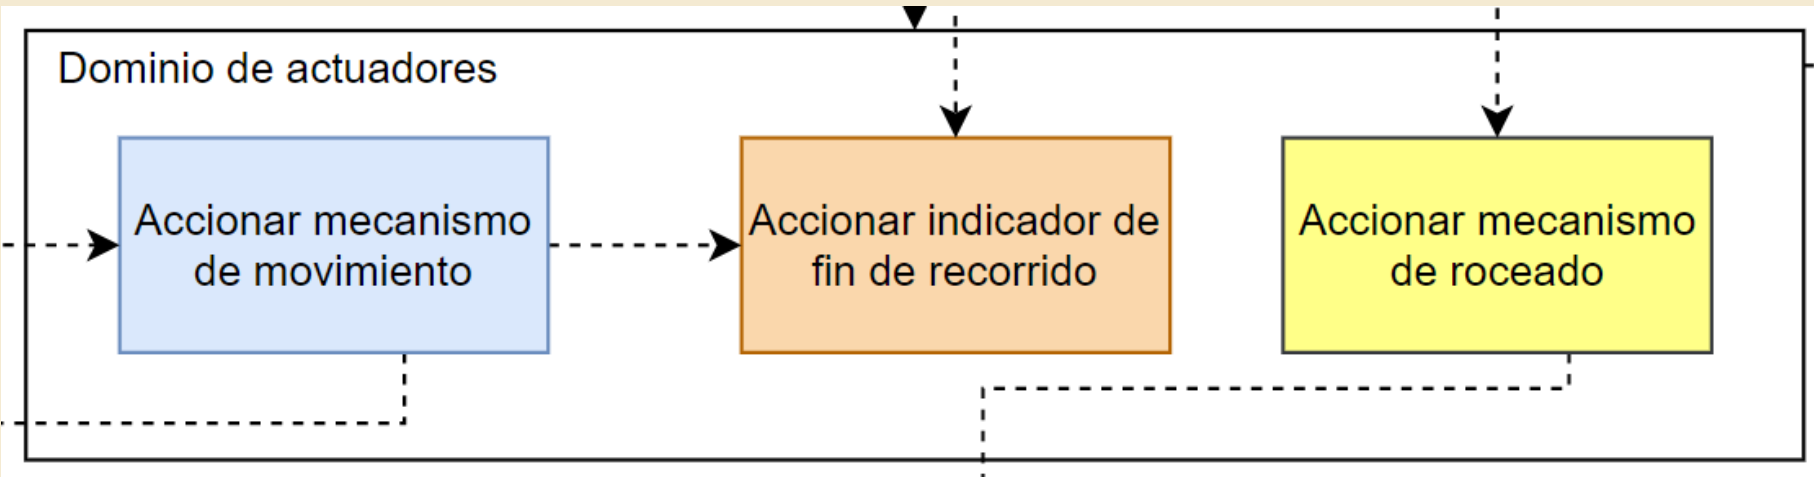 Dominio de actuadores
Accionar mecanismo
de movimiento
Accionar indicador de
fin de recorrido
Accionar mecanismo
de roceado